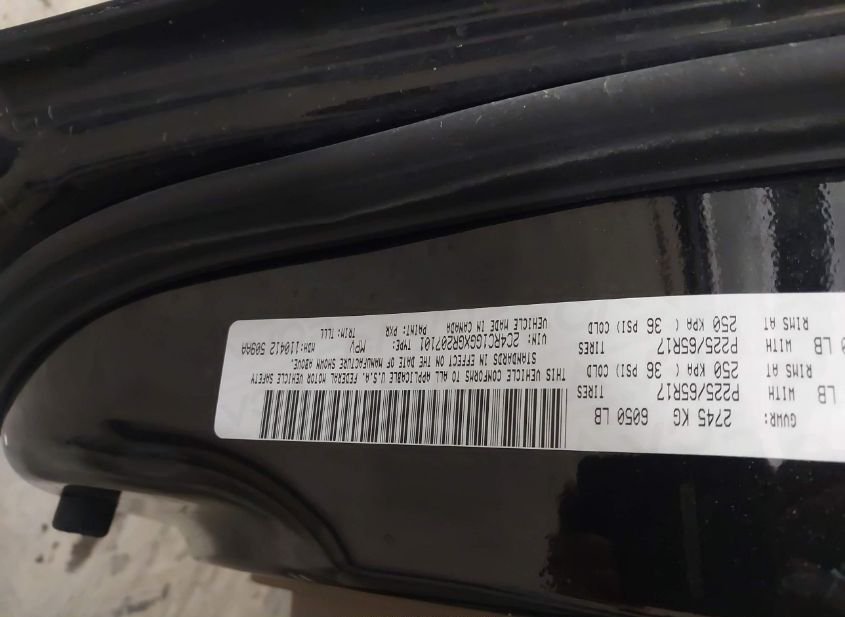 GVWR: 2745 KG 6050 LB
LB WITH P225/65R17 TIRES
RIMS AT 250 KPA ( 36 PSI) COLD
LB WITH P225/65R17 TIRES
RIMS AT 250 KPA ( 36 PSI) COLD
THIS VEHICLE CONFORMS TO ALL APPLICABLE U.S.A. FEDERAL MOTOR VEHICLE SAFETY
STANDARDS IN EFFECT ON THE DATE OF MANUFACTURE SHOWN ABOVE
VIN: 2C4RC1GGXGR207101 TYPE: MPV MDH:110412 509AA
VEHICLE MADE IN CANADA PAINT: PXR TRIM: TLLL